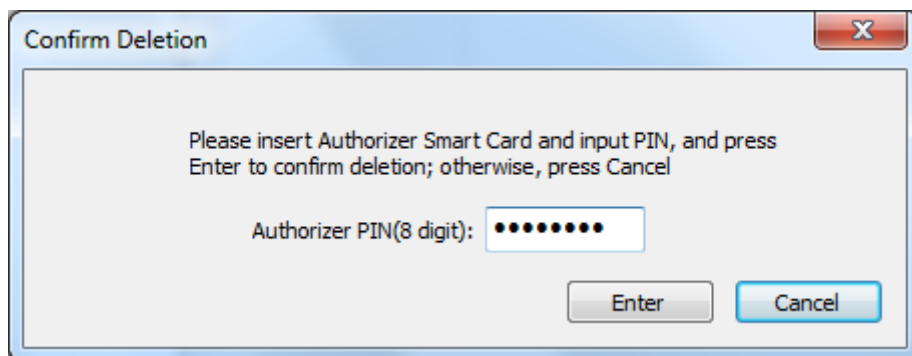 Confirm Deletion
Please insert Authorizer Smart Card and input PIN, and press
Enter to confirm deletion; otherwise, press Cancel
Authorizer PIN(8 digit): ●●●●●●●●
Enter Cancel